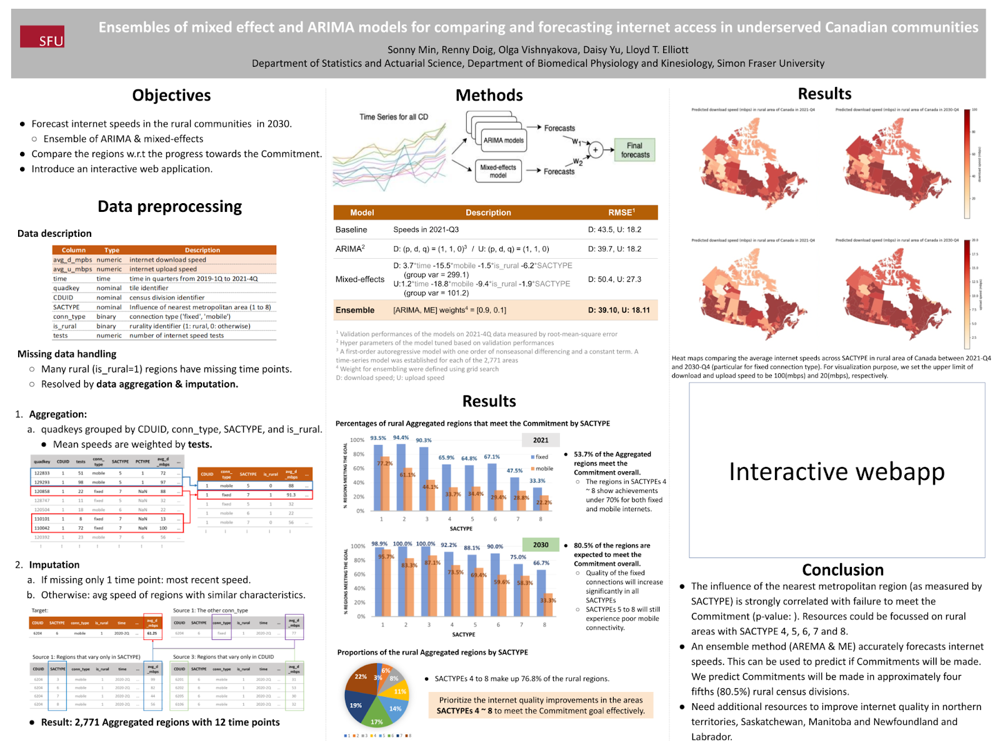 SFU
Ensembles of mixed effect and ARIMA models for comparing and forecasting internet access in underserved Canadian communities
Sonny Min, Renny Doig, Olga Vishnyakova, Daisy Yu, Lloyd T. Elliott
Department of Statistics and Actuarial Science, Department of Biomedical Physiology and Kinesiology, Simon Fraser University
Objectives
● Forecast internet speeds in the rural communities in 2030.
○ Ensemble of ARIMA & mixed-effects
● Compare the regions w.r.t the progress towards the Commitment.
● Introduce an interactive web application.
Data preprocessing
Data description
Column Type Description
avg_d_mpbs numeric internet download speed
avg_u_mbps numeric internet upload speed
time time time in quarters from 2019-1Q to 2021-4Q
quadkey nominal tile identifier
CDUID nominal census division identifier
SACTYPE nominal Influence of nearest metropolitan area (1 to 8)
conn_type binary connection type ('fixed', 'mobile')
is_rural binary rurality identifier (1: rural, 0: otherwise)
tests numeric number of internet speed tests
Missing data handling
○ Many rural (is_rural=1) regions have missing time points.
○ Resolved by data aggregation & imputation.
1. Aggregation:
a. quadkeys grouped by CDUID, conn_type, SACTYPE, and is_rural.
● Mean speeds are weighted by tests.
quadkey CDUID tests conn_type SACTYPE PCTYPE avg_d_mbps ...
122833 1 51 mobile 5 1 72 ...
129293 1 98 mobile 5 1 97 ...
120858 1 22 fixed 7 NaN 88 ...
128747 1 11 fixed 5 NaN 32 ...
120504 1 18 mobile 6 NaN 22 ...
110101 1 8 fixed 7 NaN 13 ...
110042 1 72 fixed 7 NaN 100 ...
120392 1 23 mobile 7 6 56 ...
CDUID conn_type SACTYPE is_rural avg_d_mbps ...
1 mobile 5 0 88 ...
1 fixed 7 1 91.3 ...
1 fixed 5 1 32 ...
1 mobile 6 1 22 ...
1 mobile 7 0 56 ...
2. Imputation
a. If missing only 1 time point: most recent speed.
b. Otherwise: avg speed of regions with similar characteristics.
Target:
CDUID SACTYPE conn_type is_rural time ... avg_d_mbps
6204 6 mobile 1 2020-2Q ... 61.25
Source 1: The other conn_type
CDUID SACTYPE conn_type is_rural time ... avg_d_mbps
6204 6 fixed 1 2020-2Q ... 77
Source 1: Regions that vary only in SACTYPE)
CDUID SACTYPE conn_type is_rural time ... avg_d_mbps
6204 3 mobile 1 2020-2Q ... 99
6204 6 mobile 1 2020-2Q ... 82
6204 7 mobile 1 2020-2Q ... 44
6204 8 mobile 1 2020-2Q ... 56
Source 3: Regions that vary only in CDUID
CDUID SACTYPE conn_type is_rural time ... avg_d_mbps
6201 6 mobile 1 2020-2Q ... 31
6202 6 mobile 1 2020-2Q ... 53
6205 6 mobile 1 2020-2Q ... 30
6106 6 mobile 1 2020-2Q ... 32
● Result: 2,771 Aggregated regions with 12 time points
Methods
Time Series for all CD
ARIMA models
Forecasts
W1
Mixed-effects model
Forecasts
W2
+
Final forecasts
Model Description RMSE1
Baseline Speeds in 2021-Q3 D: 43.5, U: 18.2
ARIMA2 D: (p, d, q) = (1, 1, 0)3 / U: (p, d, q) = (1, 1, 0) D: 39.7, U: 18.2
Mixed-effects D: 3.7*time -15.5*mobile -1.5*is_rural -6.2*SACTYPE
(group var = 299.1)
U:1.2*time -18.8*mobile -9.4*is_rural -1.9*SACTYPE
(group var = 101.2)
D: 50.4, U: 27.3
Ensemble [ARIMA, ME] weights4 = [0.9, 0.1] D: 39.10, U: 18.11
1 Validation performances of the models on 2021-4Q data measured by root-mean-square error
2 Hyper parameters of the model tuned based on validation performances
3 A first-order autoregressive model with one order of nonseasonal differencing and a constant term. A
time-series model was established for each of the 2,771 areas
4 Weight for ensembling were defined using grid search
D: download speed; U: upload speed
Results
Percentages of rural Aggregated regions that meet the Commitment by SACTYPE
% REGIONS MEETING THE GOAL
100% 80% 60% 40% 20% 0%
2021
fixed
mobile
93.5% 94.4% 90.3% 65.9% 64.8% 67.1% 47.5% 33.3%
77.2% 61.1% 44.1% 33.7% 34.4% 29.4% 28.8% 22.2%
1 2 3 4 5 6 7 8
SACTYPE
● 53.7% of the Aggregated
regions meet the
Commitment overall.
○ The regions in SACTYPEs 4
~ 8 show achievements
under 70% for both fixed
and mobile internets.
% REGIONS MEETING THE GOAL
100% 80% 60% 40% 20% 0%
2030
98.9% 100.0% 100.0% 92.2% 88.1% 90.0% 75.0% 66.7%
95.7% 83.3% 87.1% 73.5% 69.4% 59.6% 58.3% 33.3%
1 2 3 4 5 6 7 8
SACTYPE
● 80.5% of the regions are
expected to meet the
Commitment overall.
○ Quality of the fixed
connections will increase
significantly in all
SACTYPEs
○ SACTYPEs 5 to 8 will still
experience poor mobile
connectivity.
Proportions of the rural Aggregated regions by SACTYPE
3% 6% 8% 11% 14% 17% 19% 22%
1 2 3 4 5 6 7 8
● SACTYPEs 4 to 8 make up 76.8% of the rural regions.
Prioritize the internet quality improvements in the areas
SACTYPEs 4 ~ 8 to meet the Commitment goal effectively.
Results
Predicted download speed (mbps) in rural area of Canada in 2021-Q4
Predicted download speed (mbps) in rural area of Canada in 2030-Q4
100 80 60 40 20
download speed (mbps)
Predicted download speed (mbps) in rural area of Canada in 2021-Q4
Predicted download speed (mbps) in rural area of Canada in 2030-Q4
20.0 17.5 15.0 12.5 10.0 7.5 5.0 2.5
upload speed (mbps)
Heat maps comparing the average internet speeds across SACTYPE in rural area of Canada between 2021-Q4
and 2030-Q4 (particular for fixed connection type). For visualization purpose, we set the upper limit of
download and upload speed to be 100(mbps) and 20(mbps), respectively.
Interactive webapp
Conclusion
● The influence of the nearest metropolitan region (as measured by
SACTYPE) is strongly correlated with failure to meet the
Commitment (p-value: ). Resources could be focussed on rural
areas with SACTYPE 4, 5, 6, 7 and 8.
● An ensemble method (AREMA & ME) accurately forecasts internet
speeds. This can be used to predict if Commitments will be made.
We predict Commitments will be made in approximately four
fifths (80.5%) rural census divisions.
● Need additional resources to improve internet quality in northern
territories, Saskatchewan, Manitoba and Newfoundland and
Labrador.